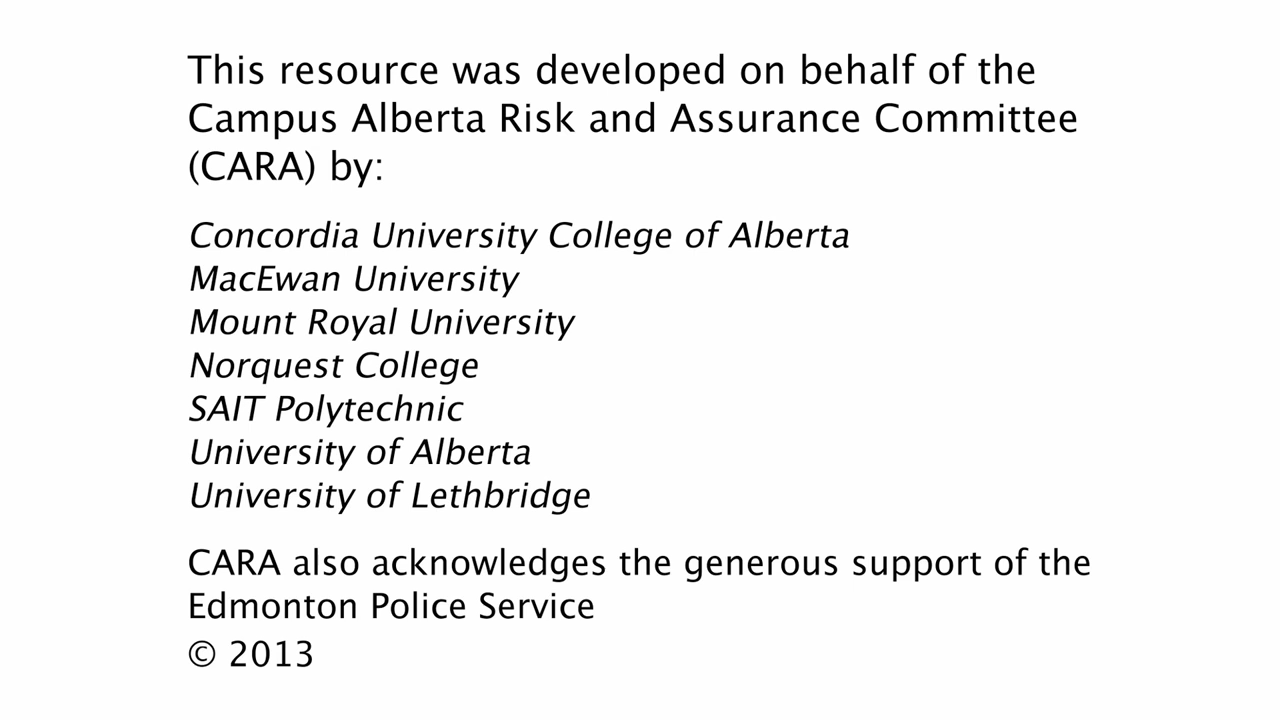 This resource was developed on behalf of the
Campus Alberta Risk and Assurance Committee
(CARA) by:
Concordia University College of Alberta
MacEwan University
Mount Royal University
Norquest College
SAIT Polytechnic
University of Alberta
University of Lethbridge
CARA also acknowledges the generous support of the
Edmonton Police Service
© 2013